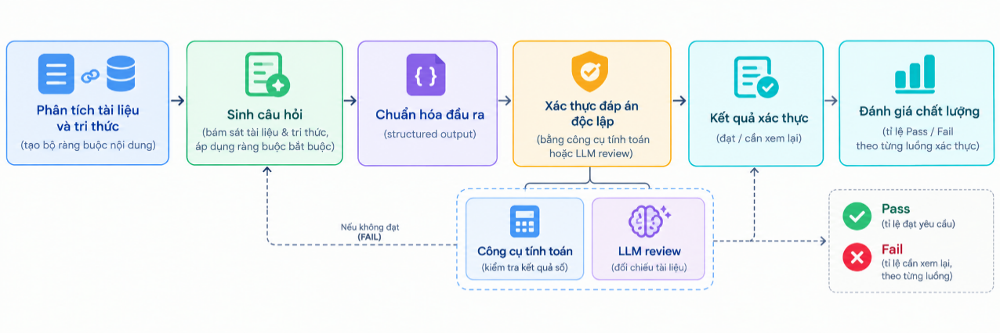 Phân tích tài liệu
và tri thức
(tạo bộ ràng buộc nội dung)
Sinh câu hỏi
(bám sát tài liệu & tri thức,
áp dụng ràng buộc bắt buộc)
{ }
Chuẩn hóa đầu ra
(structured output)
Xác thực đáp án
độc lập
(bằng công cụ tính toán
hoặc LLM review)
Kết quả xác thực
(đạt / cần xem lại)
Đánh giá chất lượng
(tỉ lệ Pass / Fail
theo từng luồng xác thực)
Nếu không đạt
(FAIL)
Công cụ tính toán
(kiểm tra kết quả số)
LLM review
(đối chiếu tài liệu)
Pass
(tỉ lệ đạt yêu cầu)
Fail
(tỉ lệ cần xem lại,
theo từng luồng)